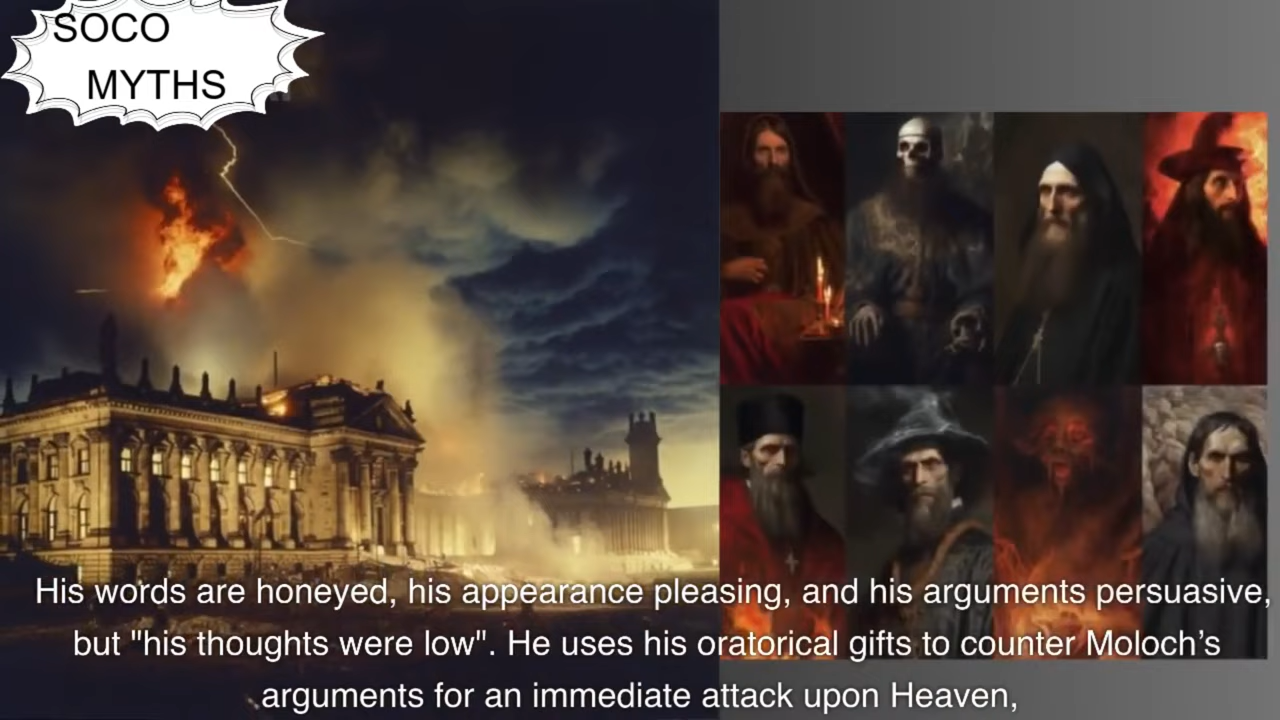 SOCO
MYTHS
His words are honeyed, his appearance pleasing, and his arguments persuasive,
but "his thoughts were low". He uses his oratorical gifts to counter Moloch’s
arguments for an immediate attack upon Heaven,